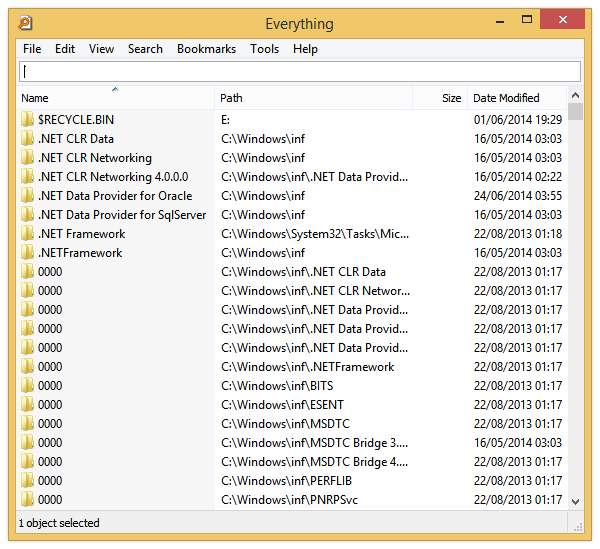 Everything
File Edit View Search Bookmarks Tools Help
Name Path Size Date Modified
$RECYCLE.BIN E: 01/06/2014 19:29
.NET CLR Data C:\Windows\inf 16/05/2014 03:03
.NET CLR Networking C:\Windows\inf 16/05/2014 03:03
.NET CLR Networking 4.0.0.0 C:\Windows\inf\.NET Data Provid... 16/05/2014 02:22
.NET Data Provider for Oracle C:\Windows\inf 24/06/2014 03:55
.NET Data Provider for SqlServer C:\Windows\inf 16/05/2014 03:03
.NET Framework C:\Windows\System32\Tasks\Mic... 22/08/2013 01:18
.NETFramework C:\Windows\inf 16/05/2014 03:03
0000 C:\Windows\inf\.NET CLR Data 22/08/2013 01:17
0000 C:\Windows\inf\.NET CLR Networ... 22/08/2013 01:17
0000 C:\Windows\inf\.NET Data Provid... 22/08/2013 01:17
0000 C:\Windows\inf\.NET Data Provid... 22/08/2013 01:17
0000 C:\Windows\inf\.NET Data Provid... 22/08/2013 01:17
0000 C:\Windows\inf\.NETFramework 22/08/2013 01:17
0000 C:\Windows\inf\BITS 22/08/2013 01:17
0000 C:\Windows\inf\ESENT 22/08/2013 01:17
0000 C:\Windows\inf\MSDTC 22/08/2013 01:17
0000 C:\Windows\inf\MSDTC Bridge 3.... 16/05/2014 03:03
0000 C:\Windows\inf\MSDTC Bridge 4.... 22/08/2013 01:17
0000 C:\Windows\inf\PERFLIB 22/08/2013 01:17
0000 C:\Windows\inf\PNRPSvc 22/08/2013 01:17
1 object selected